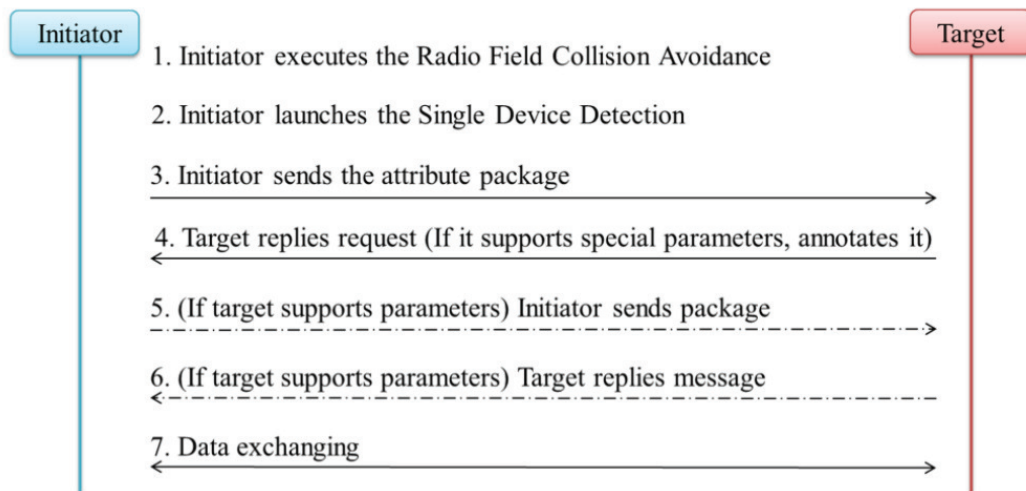 Initiator
Target
1. Initiator executes the Radio Field Collision Avoidance
2. Initiator launches the Single Device Detection
3. Initiator sends the attribute package
4. Target replies request (If it supports special parameters, annotates it)
5. (If target supports parameters) Initiator sends package
6. (If target supports parameters) Target replies message
7. Data exchanging